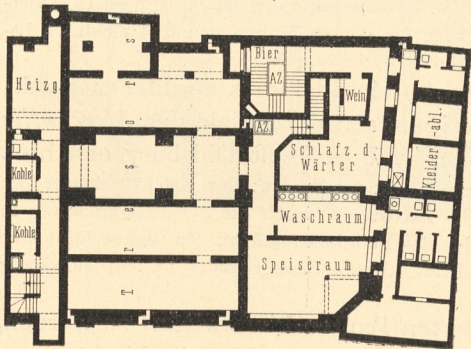 Bier
AZ.
Heizg
Wein
AZ.
Schlafz. d.
Wärter
Kleider-abl.
Kohle
Waschraum
Kohle
Speiseraum